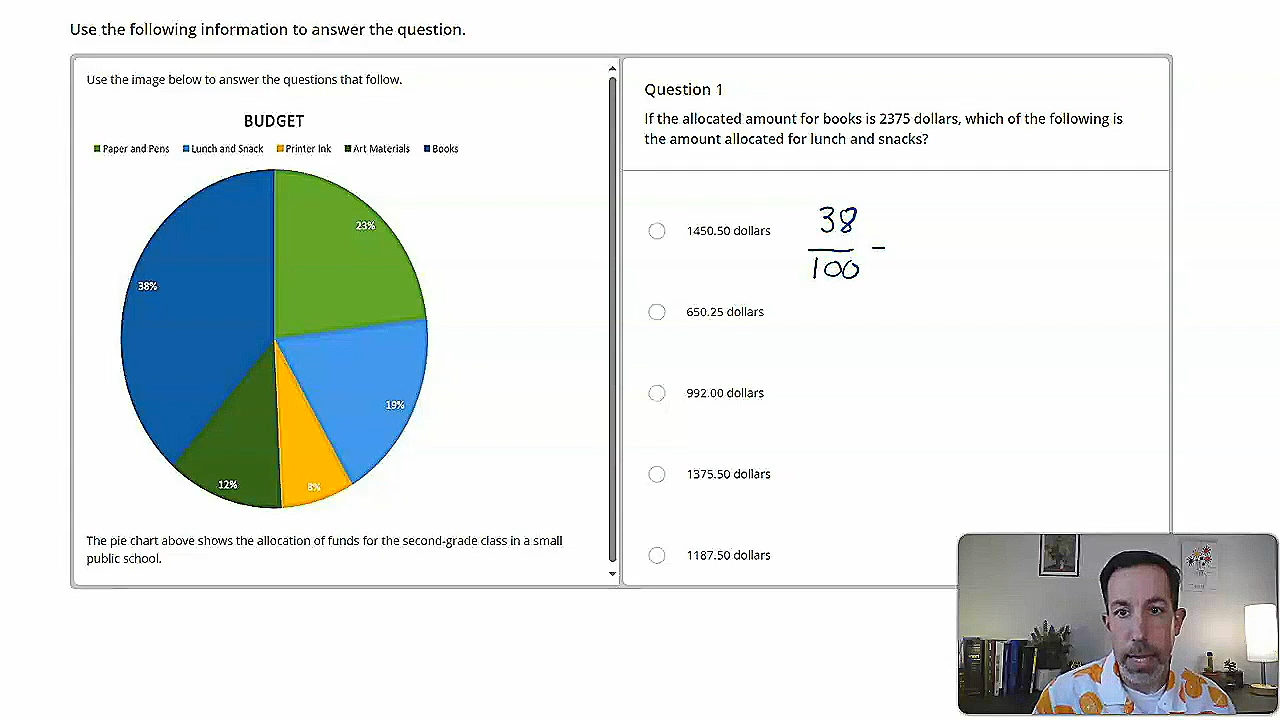 Use the following information to answer the question.
Use the image below to answer the questions that follow.
BUDGET
Paper and Pens Lunch and Snack Printer Ink Art Materials Books
23%
38%
19%
12%
8%
The pie chart above shows the allocation of funds for the second-grade class in a small
public school.
Question 1
If the allocated amount for books is 2375 dollars, which of the following is
the amount allocated for lunch and snacks?
1450.50 dollars
38
100 =
650.25 dollars
992.00 dollars
1375.50 dollars
1187.50 dollars